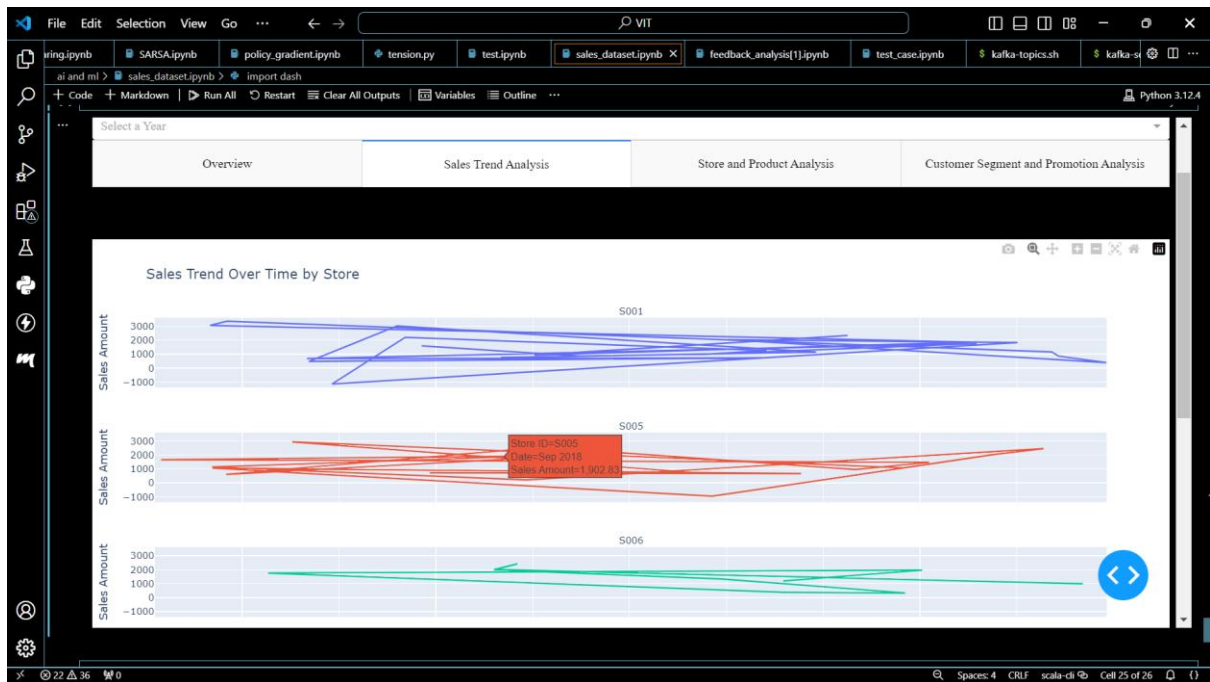 File Edit Selection View Go ··· VIT
aring.ipynb SARSA.ipynb policy_gradient.ipynb tension.py test.ipynb sales_dataset.ipynb feedback_analysis[1].ipynb test_case.ipynb kafka-topics.sh kafka-se
ai and ml > sales_dataset.ipynb > import dash
+ Code + Markdown | Run All Restart Clear All Outputs | Variables Outline ··· Python 3.12.4
Select a Year
Overview Sales Trend Analysis Store and Product Analysis Customer Segment and Promotion Analysis
Sales Trend Over Time by Store
S001
Sales Amount
3000
2000
1000
0
−1000
S005
Sales Amount
3000
2000
1000
0
−1000
Store ID=S005
Date=Sep 2018
Sales Amount=1,902.83
S006
Sales Amount
3000
2000
1000
0
−1000
22 36 0 Spaces: 4 CRLF scala-di Cell 25 of 26 {}